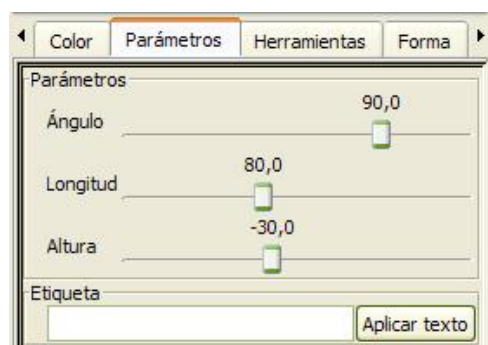 Color Parámetros Herramientas Forma
Parámetros
90,0
Ángulo
80,0
Longitud
-30,0
Altura
Etiqueta
Aplicar texto